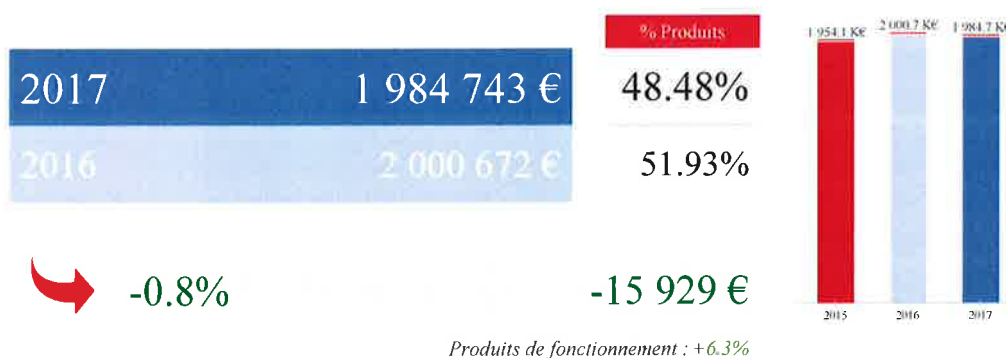 % Produits
2017 1 984 743 € 48.48%
2016 2 000 672 € 51.93%
-0.8% -15 929 €
Produits de fonctionnement : +6.3%
1 954.1 K€ 2 000.7 K€ 1 984.7 K€
2015 2016 2017